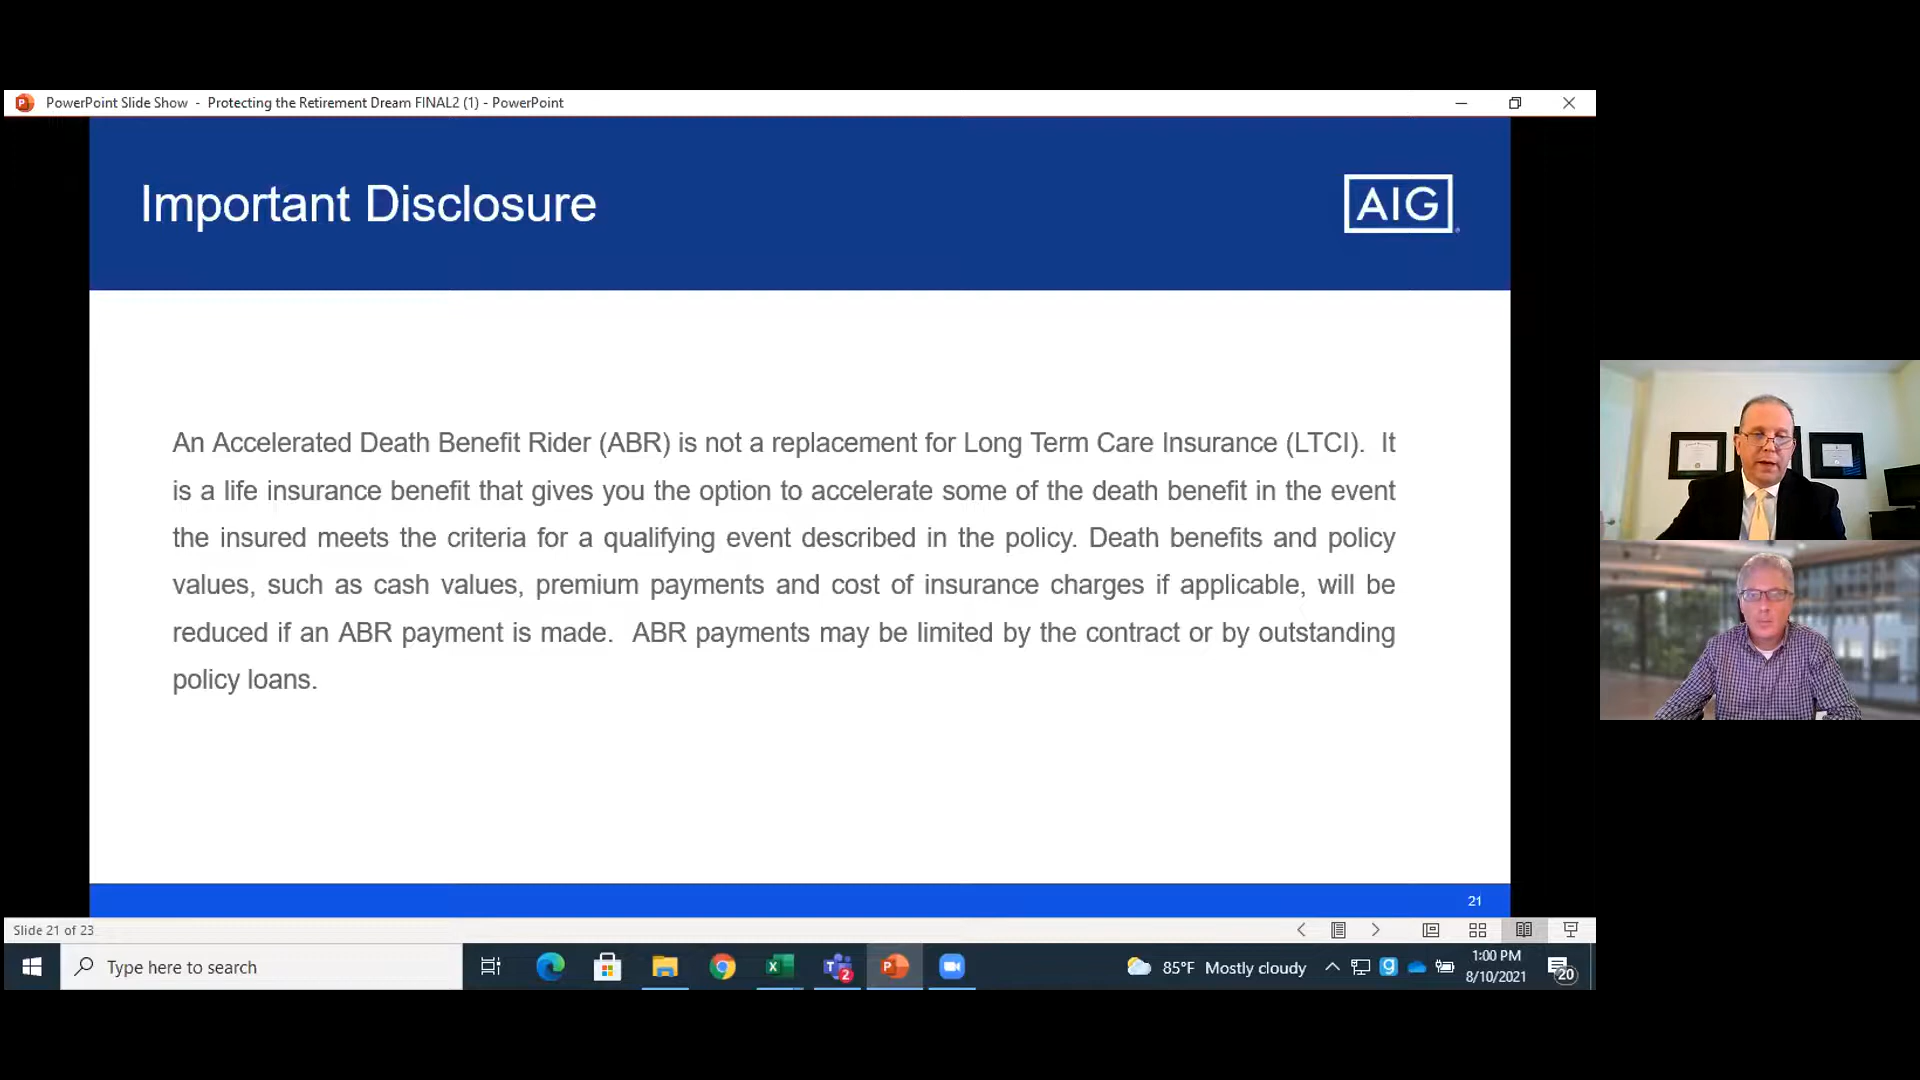 PowerPoint Slide Show - Protecting the Retirement Dream FINAL2 (1) - PowerPoint
Important Disclosure
AIG
An Accelerated Death Benefit Rider (ABR) is not a replacement for Long Term Care Insurance (LTCI). It
is a life insurance benefit that gives you the option to accelerate some of the death benefit in the event
the insured meets the criteria for a qualifying event described in the policy. Death benefits and policy
values, such as cash values, premium payments and cost of insurance charges if applicable, will be
reduced if an ABR payment is made. ABR payments may be limited by the contract or by outstanding
policy loans.
21
Slide 21 of 23
Type here to search
85°F Mostly cloudy
1:00 PM
8/10/2021
20
2